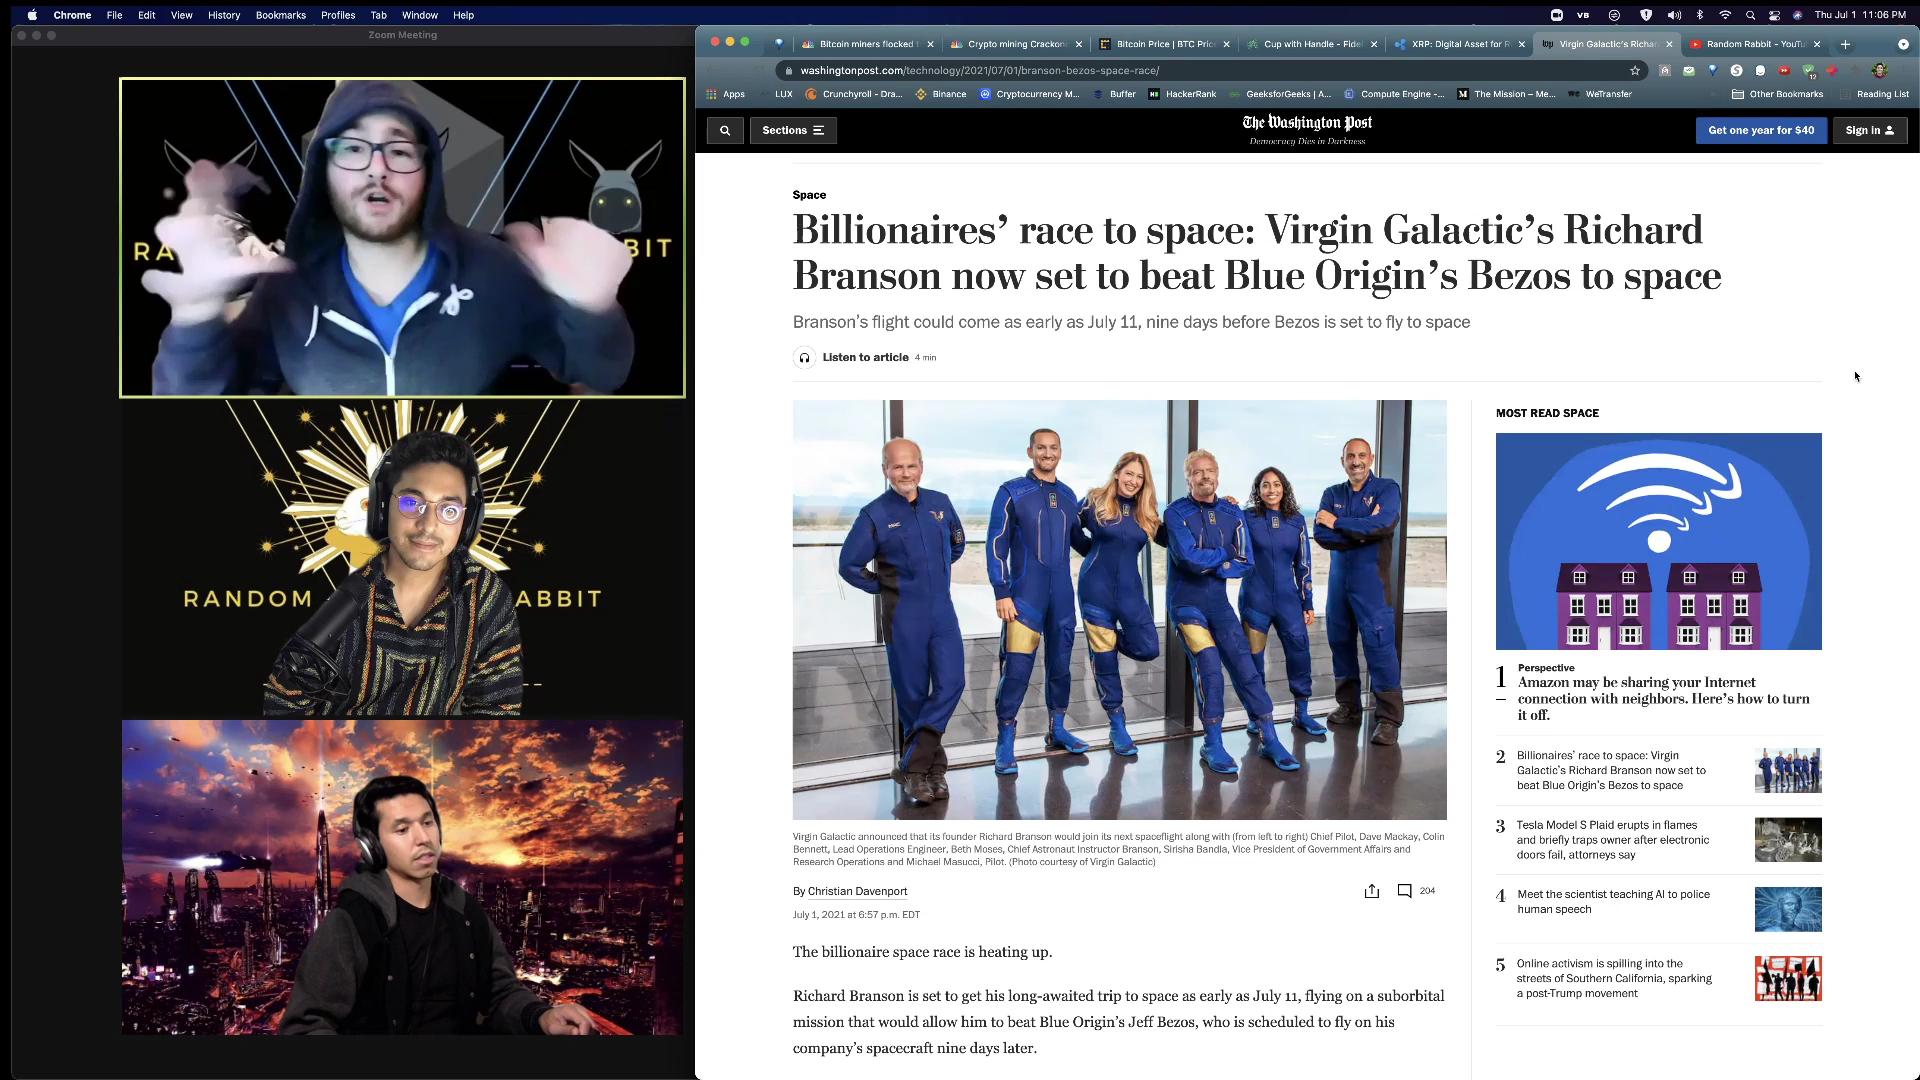 Chrome File Edit View History Bookmarks Profiles Tab Window Help
VB Thu Jul 1 11:06 PM
Zoom Meeting
RA BIT
RANDOM ABBIT
Bitcoin miners flocked Crypto mining Crackon Bitcoin Price | BTC Pric Cup with Handle - Fidel XRP: Digital Asset for R Virgin Galactic's Richar Random Rabbit - YouTu
washingtonpost.com/technology/2021/07/01/branson-bezos-space-race/
12
Apps LUX Crunchyroll - Dra... Binance Cryptocurrency M... Buffer HackerRank GeeksforGeeks | A... Compute Engine -... The Mission – Me... WeTransfer Other Bookmarks Reading List
Sections
The Washington Post
Democracy Dies in Darkness
Get one year for $40
Sign in
Space
Billionaires’ race to space: Virgin Galactic’s Richard
Branson now set to beat Blue Origin’s Bezos to space
Branson’s flight could come as early as July 11, nine days before Bezos is set to fly to space
Listen to article 4 min
Virgin Galactic announced that its founder Richard Branson would join its next spaceflight along with (from left to right) Chief Pilot, Dave Mackay, Colin
Bennett, Lead Operations Engineer, Beth Moses, Chief Astronaut Instructor Branson, Sirisha Bandla, Vice President of Government Affairs and
Research Operations and Michael Masucci, Pilot. (Photo courtesy of Virgin Galactic)
By Christian Davenport
204
July 1, 2021 at 6:57 p.m. EDT
The billionaire space race is heating up.
Richard Branson is set to get his long-awaited trip to space as early as July 11, flying on a suborbital
mission that would allow him to beat Blue Origin’s Jeff Bezos, who is scheduled to fly on his
company’s spacecraft nine days later.
MOST READ SPACE
1
Perspective
Amazon may be sharing your Internet
connection with neighbors. Here’s how to turn
it off.
2
Billionaires’ race to space: Virgin
Galactic’s Richard Branson now set to
beat Blue Origin’s Bezos to space
3
Tesla Model S Plaid erupts in flames
and briefly traps owner after electronic
doors fail, attorneys say
4
Meet the scientist teaching AI to police
human speech
5
Online activism is spilling into the
streets of Southern California, sparking
a post-Trump movement